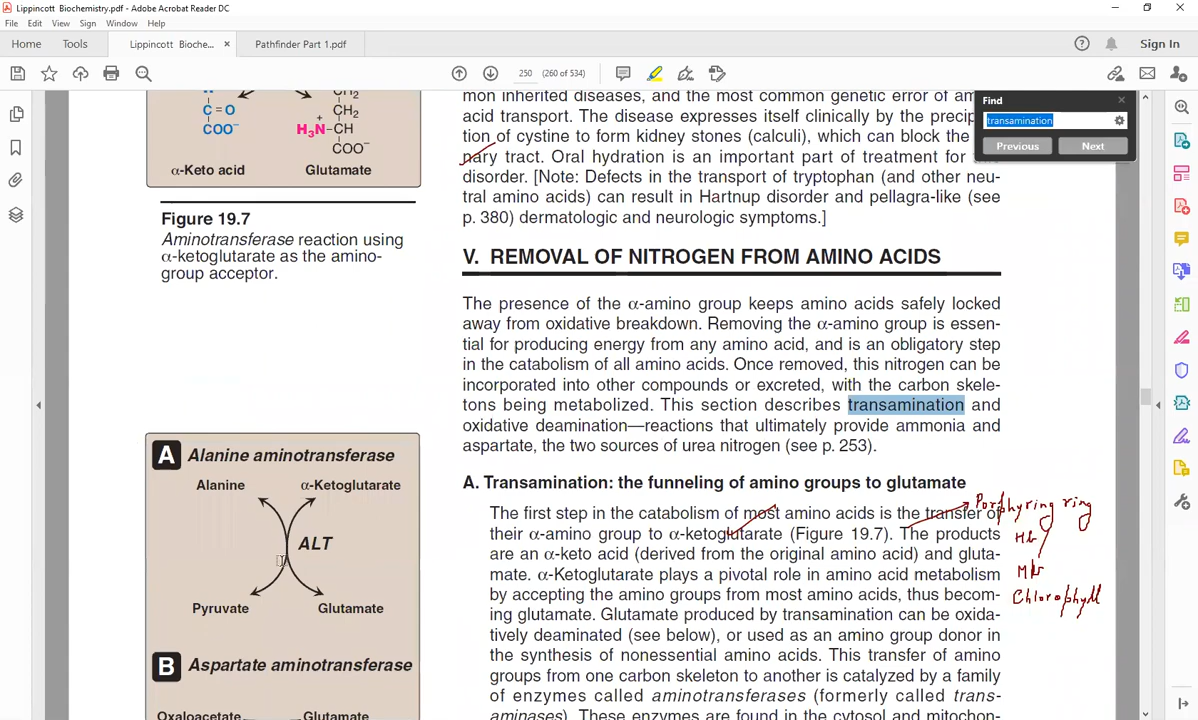 Lippincott Biochemistry.pdf - Adobe Acrobat Reader DC
File Edit View Sign Window Help
Home Tools Lippincott Bioche... × Pathfinder Part 1.pdf Sign In
250 (260 of 534)
Find
transamination
Previous Next
CH₂
C=O CH₂
COO⁻ H₃N⁺–CH
COO⁻
α-Keto acid Glutamate
Figure 19.7
Aminotransferase reaction using
α-ketoglutarate as the amino-
group acceptor.
A Alanine aminotransferase
Alanine α-Ketoglutarate
ALT
Pyruvate Glutamate
B Aspartate aminotransferase
Oxaloacetate Glutamate
mon inherited diseases, and the most common genetic error of am
acid transport. The disease expresses itself clinically by the precip
tion of cystine to form kidney stones (calculi), which can block the
nary tract. Oral hydration is an important part of treatment for
disorder. [Note: Defects in the transport of tryptophan (and other neu-
tral amino acids) can result in Hartnup disorder and pellagra-like (see
p. 380) dermatologic and neurologic symptoms.]
V. REMOVAL OF NITROGEN FROM AMINO ACIDS
The presence of the α-amino group keeps amino acids safely locked
away from oxidative breakdown. Removing the α-amino group is essen-
tial for producing energy from any amino acid, and is an obligatory step
in the catabolism of all amino acids. Once removed, this nitrogen can be
incorporated into other compounds or excreted, with the carbon skele-
tons being metabolized. This section describes transamination and
oxidative deamination—reactions that ultimately provide ammonia and
aspartate, the two sources of urea nitrogen (see p. 253).
A. Transamination: the funneling of amino groups to glutamate
The first step in the catabolism of most amino acids is the transfer of
their α-amino group to α-ketoglutarate (Figure 19.7). The products
are an α-keto acid (derived from the original amino acid) and gluta-
mate. α-Ketoglutarate plays a pivotal role in amino acid metabolism
by accepting the amino groups from most amino acids, thus becom-
ing glutamate. Glutamate produced by transamination can be oxida-
tively deaminated (see below), or used as an amino group donor in
the synthesis of nonessential amino acids. This transfer of amino
groups from one carbon skeleton to another is catalyzed by a family
of enzymes called aminotransferases (formerly called trans-
aminases). These enzymes are found in the cytosol and mitochon-
Porphyring ring
Hb
Mb
Chlorophyll